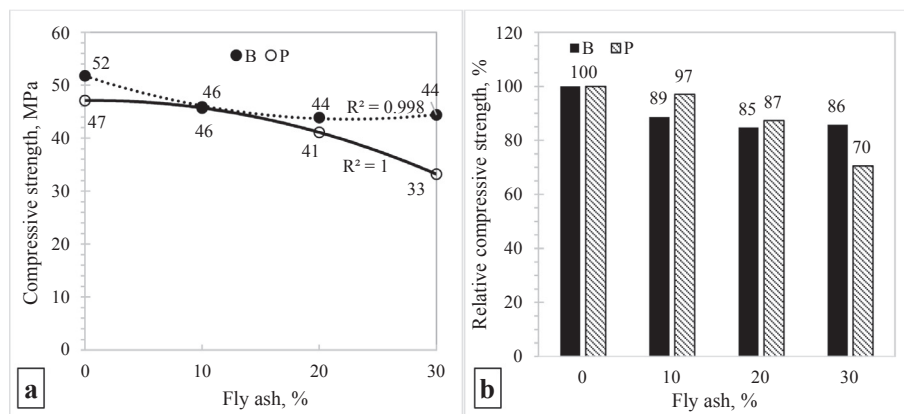 60
50
40
30
20
10
0
Compressive strength, MPa
B P
52
46
44
44
R² = 0.998
47
46
41
R² = 1
33
0 10 20 30
Fly ash, %
a
120
100
80
60
40
20
0
Relative compressive strength, %
B P
100
89
97
85
87
86
70
0 10 20 30
Fly ash, %
b